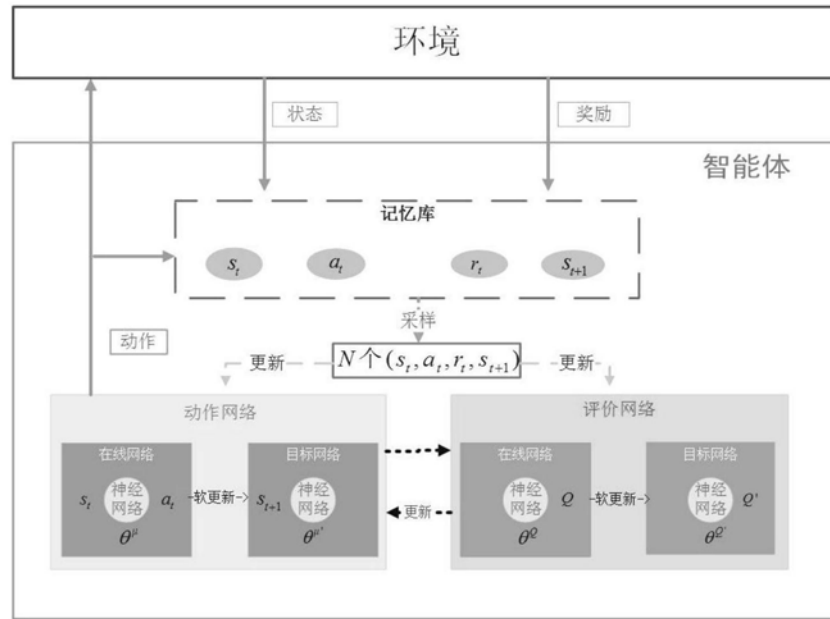 环境
状态
奖励
智能体
记忆库
s_t a_t r_t s_{t+1}
采样
动作
N 个 (s_t, a_t, r_t, s_{t+1})
更新
更新
动作网络
评价网络
在线网络
目标网络
在线网络
目标网络
s_t 神经网络 a_t
θ^μ
软更新
s_{t+1} 神经网络
θ^{μ'}
更新
神经网络 Q
θ^Q
软更新
神经网络 Q'
θ^{Q'}